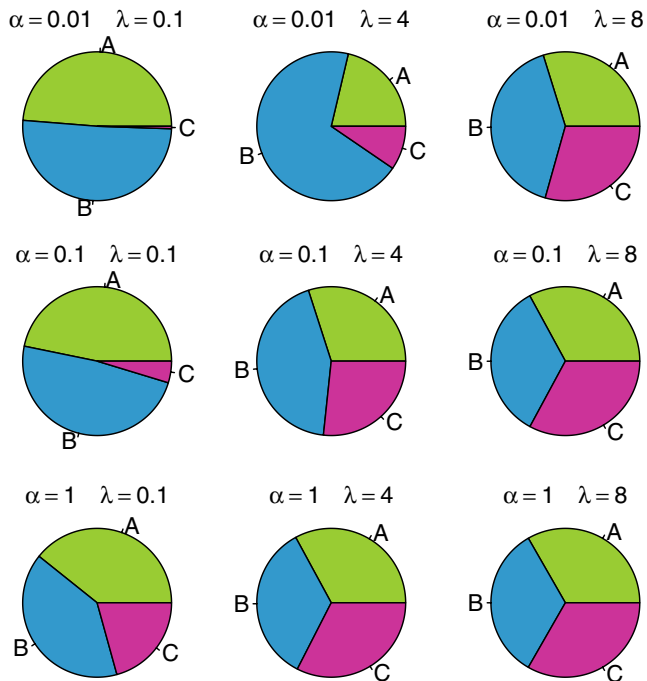 α = 0.01 λ = 0.1 α = 0.01 λ = 4 α = 0.01 λ = 8
A
A
A
B
C
B
C
B
C
α = 0.1 λ = 0.1 α = 0.1 λ = 4 α = 0.1 λ = 8
A
A
A
B
C
B
C
B
C
α = 1 λ = 0.1 α = 1 λ = 4 α = 1 λ = 8
A
A
A
B
C
B
C
B
C